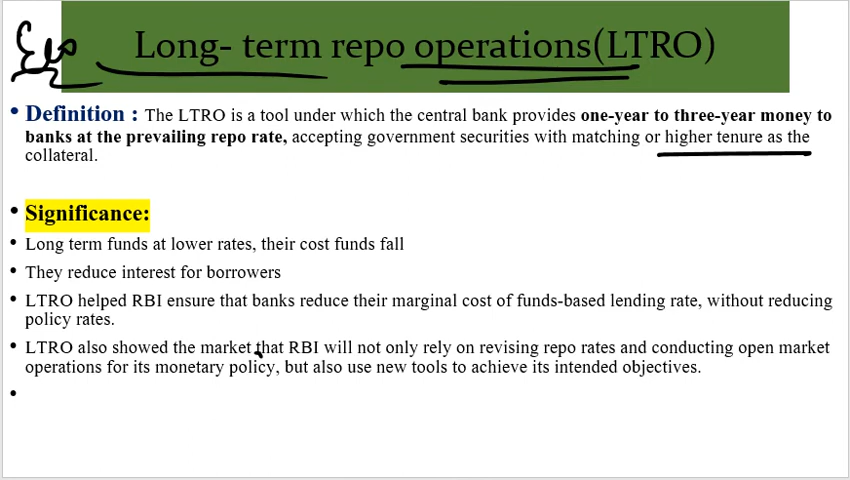 Long- term repo operations(LTRO)
• Definition : The LTRO is a tool under which the central bank provides one-year to three-year money to
banks at the prevailing repo rate, accepting government securities with matching or higher tenure as the
collateral.
• Significance:
• Long term funds at lower rates, their cost funds fall
• They reduce interest for borrowers
• LTRO helped RBI ensure that banks reduce their marginal cost of funds-based lending rate, without reducing
policy rates.
• LTRO also showed the market that RBI will not only rely on revising repo rates and conducting open market
operations for its monetary policy, but also use new tools to achieve its intended objectives.
•